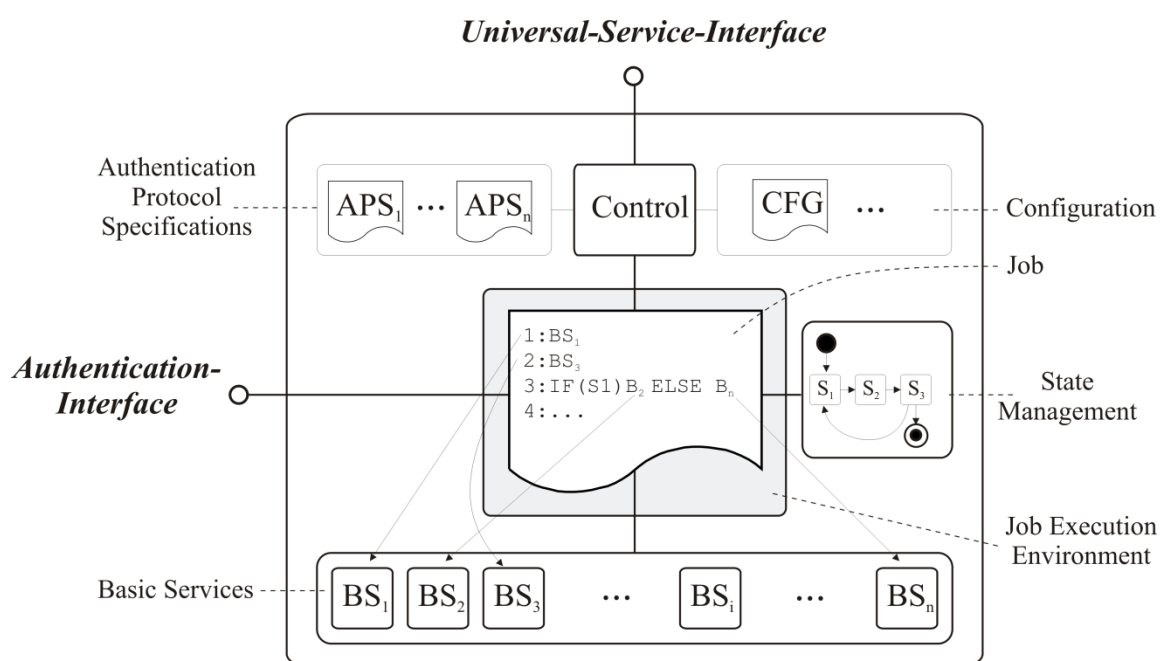 Universal-Service-Interface
Authentication
Protocol
Specifications
APS1 ... APSn
Control
CFG ...
Configuration
Job
1:BS1
2:BS3
3:IF(S1)B2 ELSE Bn
4:...
Authentication-
Interface
S1 S2 S3
State
Management
Job Execution
Environment
Basic Services
BS1 BS2 BS3 ... BSi ... BSn